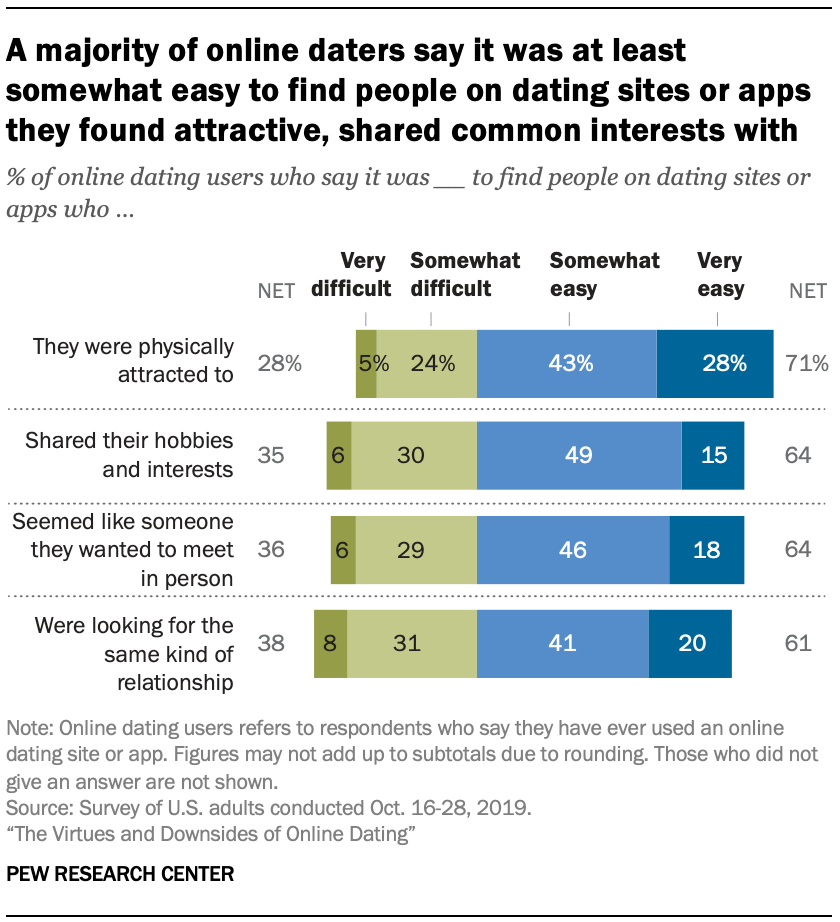 A majority of online daters say it was at least
somewhat easy to find people on dating sites or apps
they found attractive, shared common interests with
% of online dating users who say it was __ to find people on dating sites or
apps who ...
NET
Very
difficult
Somewhat
difficult
Somewhat
easy
Very
easy
NET
They were physically
attracted to
28% 5% 24% 43% 28% 71%
Shared their hobbies
and interests
35 6 30 49 15 64
Seemed like someone
they wanted to meet
in person
36 6 29 46 18 64
Were looking for the
same kind of
relationship
38 8 31 41 20 61
Note: Online dating users refers to respondents who say they have ever used an online
dating site or app. Figures may not add up to subtotals due to rounding. Those who did not
give an answer are not shown.
Source: Survey of U.S. adults conducted Oct. 16-28, 2019.
“The Virtues and Downsides of Online Dating”
PEW RESEARCH CENTER